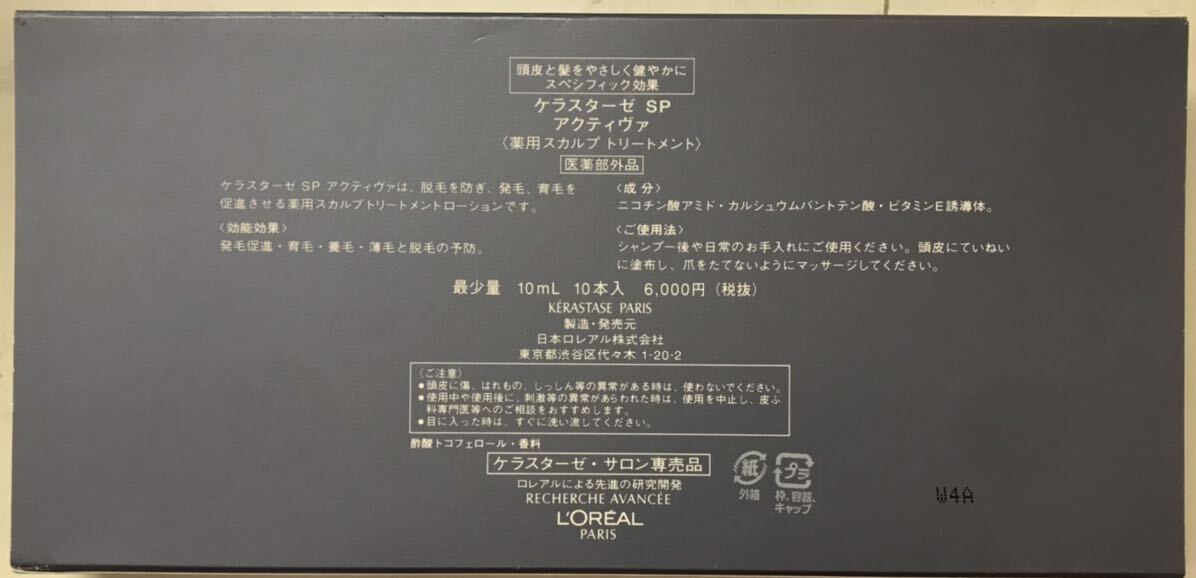 頭皮と髪をやさしく健やかに
スペシフィック効果
ケラスターゼ SP
アクティヴァ
〈薬用スカルプ トリートメント〉
医薬部外品
ケラスターゼ SP アクティヴァは、脱毛を防ぎ、発毛、育毛を
促進させる薬用スカルプトリートメントローションです。
〈効能効果〉
発毛促進・育毛・養毛・薄毛と脱毛の予防。
〈成分〉
ニコチン酸アミド・カルシュウムパントテン酸・ビタミンE誘導体。
〈ご使用法〉
シャンプー後や日常のお手入れにご使用ください。頭皮にていねい
に塗布し、爪をたてないようにマッサージしてください。
最少量 10mL 10本入 6,000円（税抜）
KÉRASTASE PARIS
製造・発売元
日本ロレアル株式会社
東京都渋谷区代々木 1-20-2
〈ご注意〉
●頭皮に傷、はれもの、しっしん等の異常がある時は、使わないでください。
●使用中や使用後に、刺激等の異常があらわれた時は、使用を中止し、皮ふ
科専門医等へのご相談をおすすめします。
●目に入った時は、すぐに洗い流してください。
酢酸トコフェロール・香料
ケラスターゼ・サロン専売品
ロレアルによる先進の研究開発
RECHERCHE AVANCÉE
L'ORÉAL
PARIS
紙
外箱
プラ
枠、容器、
キャップ
W4A